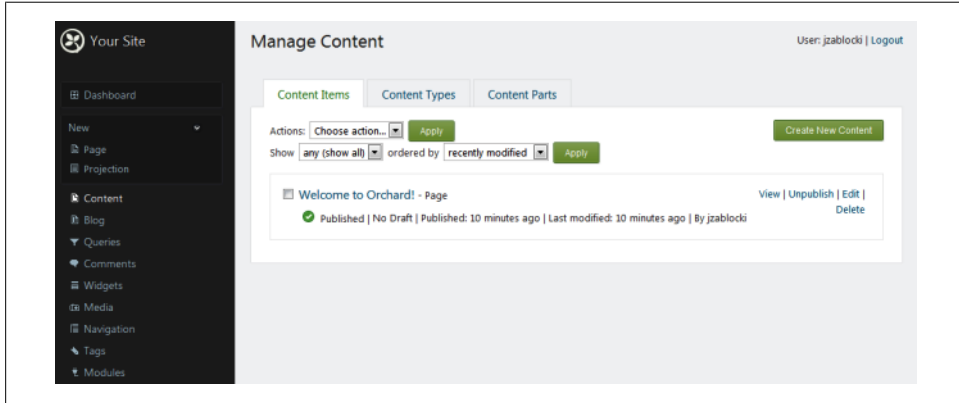 Your Site
Dashboard
New
Page
Projection
Content
Blog
Queries
Comments
Widgets
Media
Navigation
Tags
Modules
Manage Content
User: jzablocki | Logout
Content Items Content Types Content Parts
Actions: Choose action... Apply
Create New Content
Show any (show all) ordered by recently modified Apply
Welcome to Orchard! - Page
View | Unpublish | Edit |
Delete
Published | No Draft | Published: 10 minutes ago | Last modified: 10 minutes ago | By jzablocki